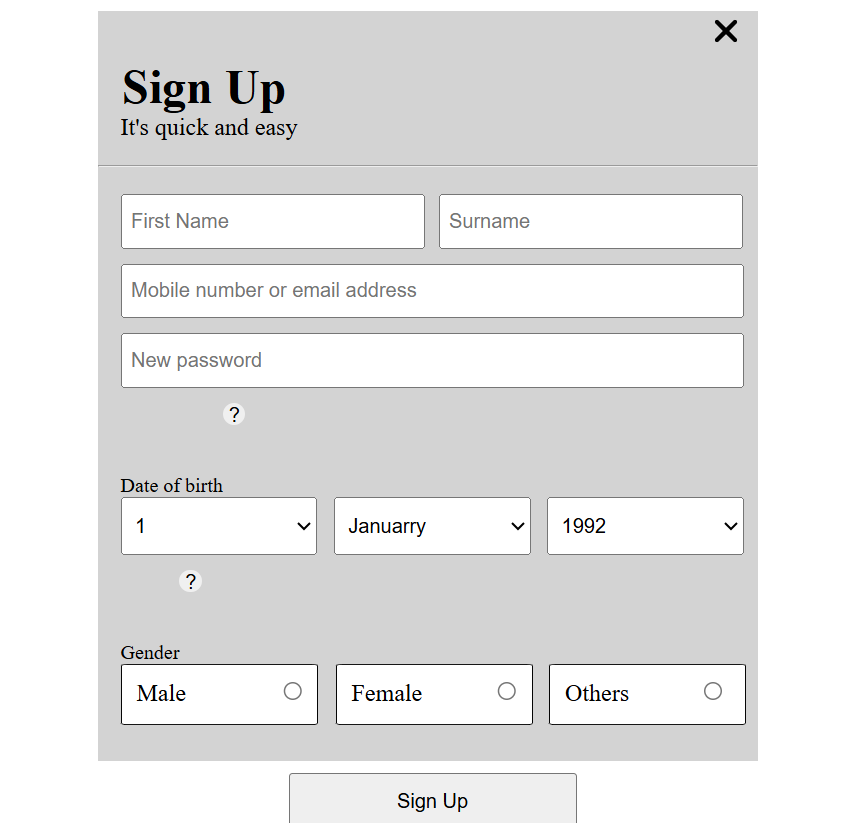 Sign Up
It's quick and easy
First Name Surname
Mobile number or email address
New password
?
Date of birth
1 Januarry 1992
?
Gender
Male Female Others
Sign Up